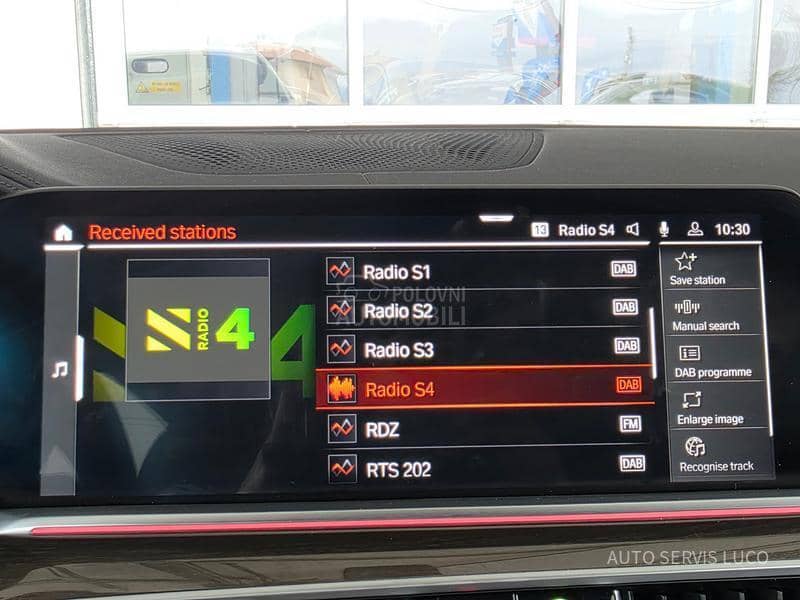 Received stations
13 Radio S4 10:30
RADIO 4
4
Radio S1 DAB
Radio S2 DAB
Radio S3 DAB
Radio S4 DAB
RDZ FM
RTS 202 DAB
Save station
Manual search
DAB programme
Enlarge image
Recognise track
POLOVNI
AUTOMOBILI
AUTO SERVIS LUCO